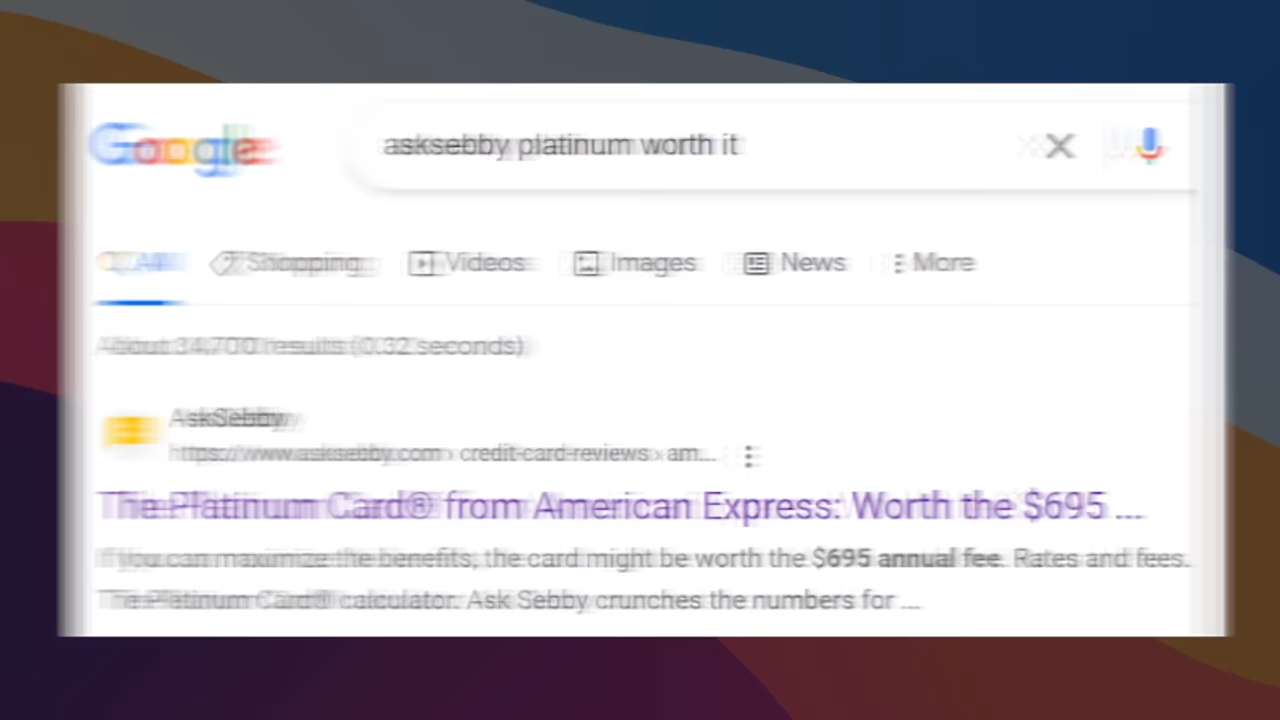 Google
asksebby platinum worth it
All Shopping Videos Images News More
About 34,700 results (0.32 seconds)
AskSebby
https://www.asksebby.com › credit-card-reviews › am...
The Platinum Card® from American Express: Worth the $695 ...
If you can maximize the benefits, the card might be worth the $695 annual fee. Rates and fees.
The Platinum Card® calculator. Ask Sebby crunches the numbers for ...